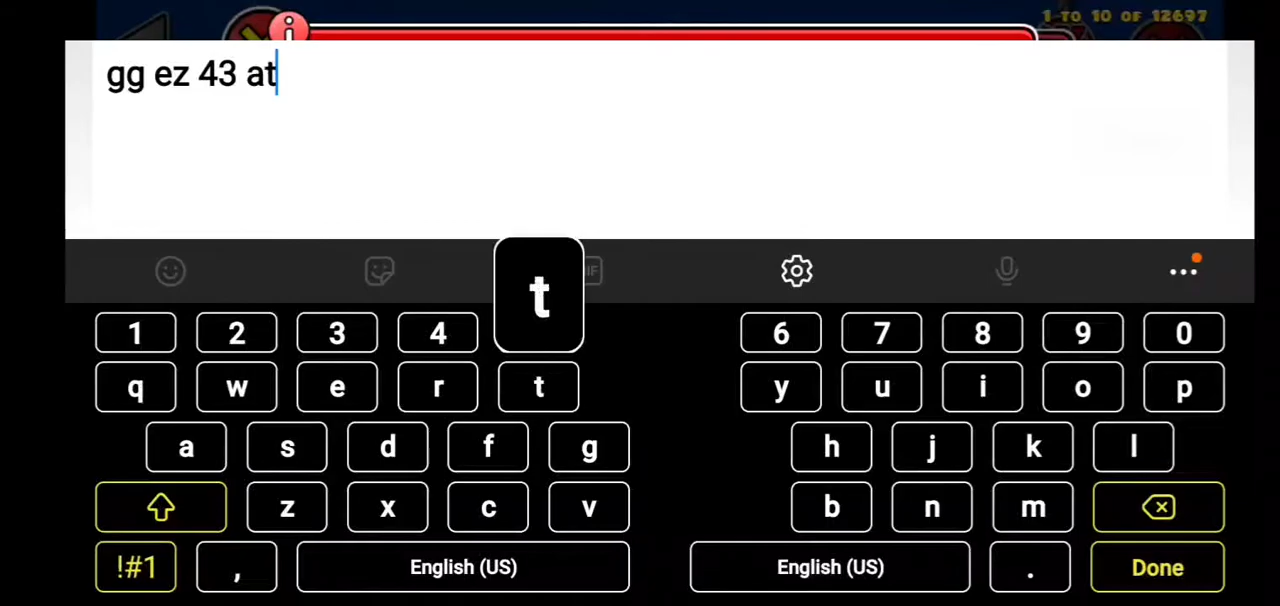 1 TO 10 OF 12697
i
gg ez 43 at
t
1 2 3 4 6 7 8 9 0
q w e r t y u i o p
a s d f g h j k l
z x c v b n m
!#1 , English (US) English (US) . Done